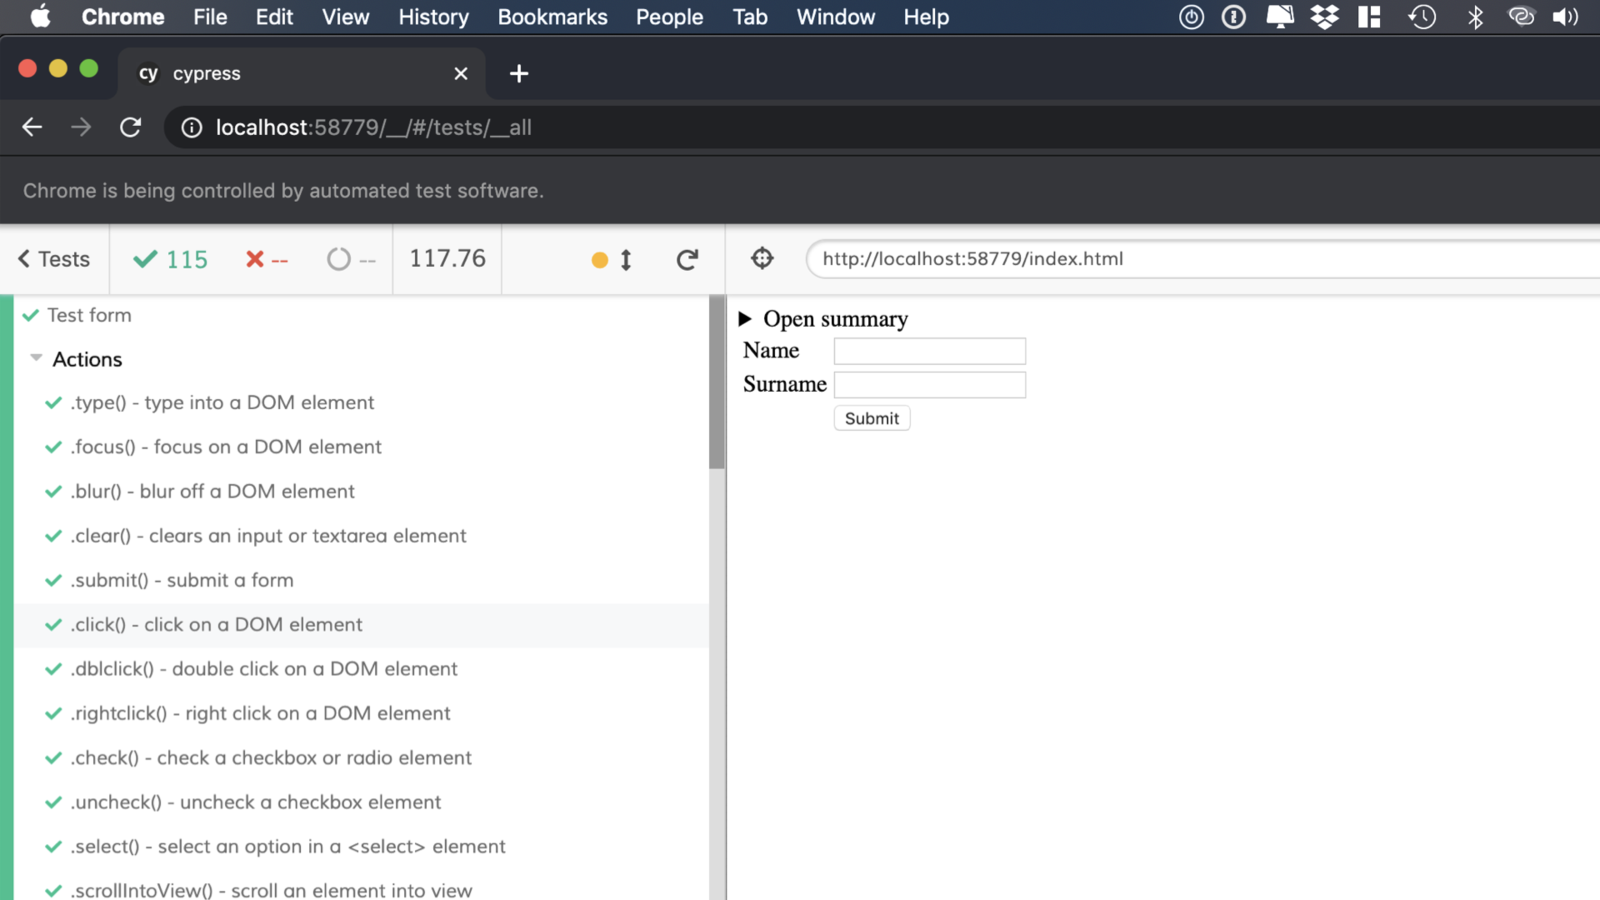 Chrome File Edit View History Bookmarks People Tab Window Help
cy cypress
localhost:58779/__/#/tests/__all
Chrome is being controlled by automated test software.
Tests 115 -- -- 117.76 http://localhost:58779/index.html
Test form
Actions
.type() - type into a DOM element
.focus() - focus on a DOM element
.blur() - blur off a DOM element
.clear() - clears an input or textarea element
.submit() - submit a form
.click() - click on a DOM element
.dblclick() - double click on a DOM element
.rightclick() - right click on a DOM element
.check() - check a checkbox or radio element
.uncheck() - uncheck a checkbox element
.select() - select an option in a <select> element
.scrollIntoView() - scroll an element into view
Open summary
Name
Surname
Submit